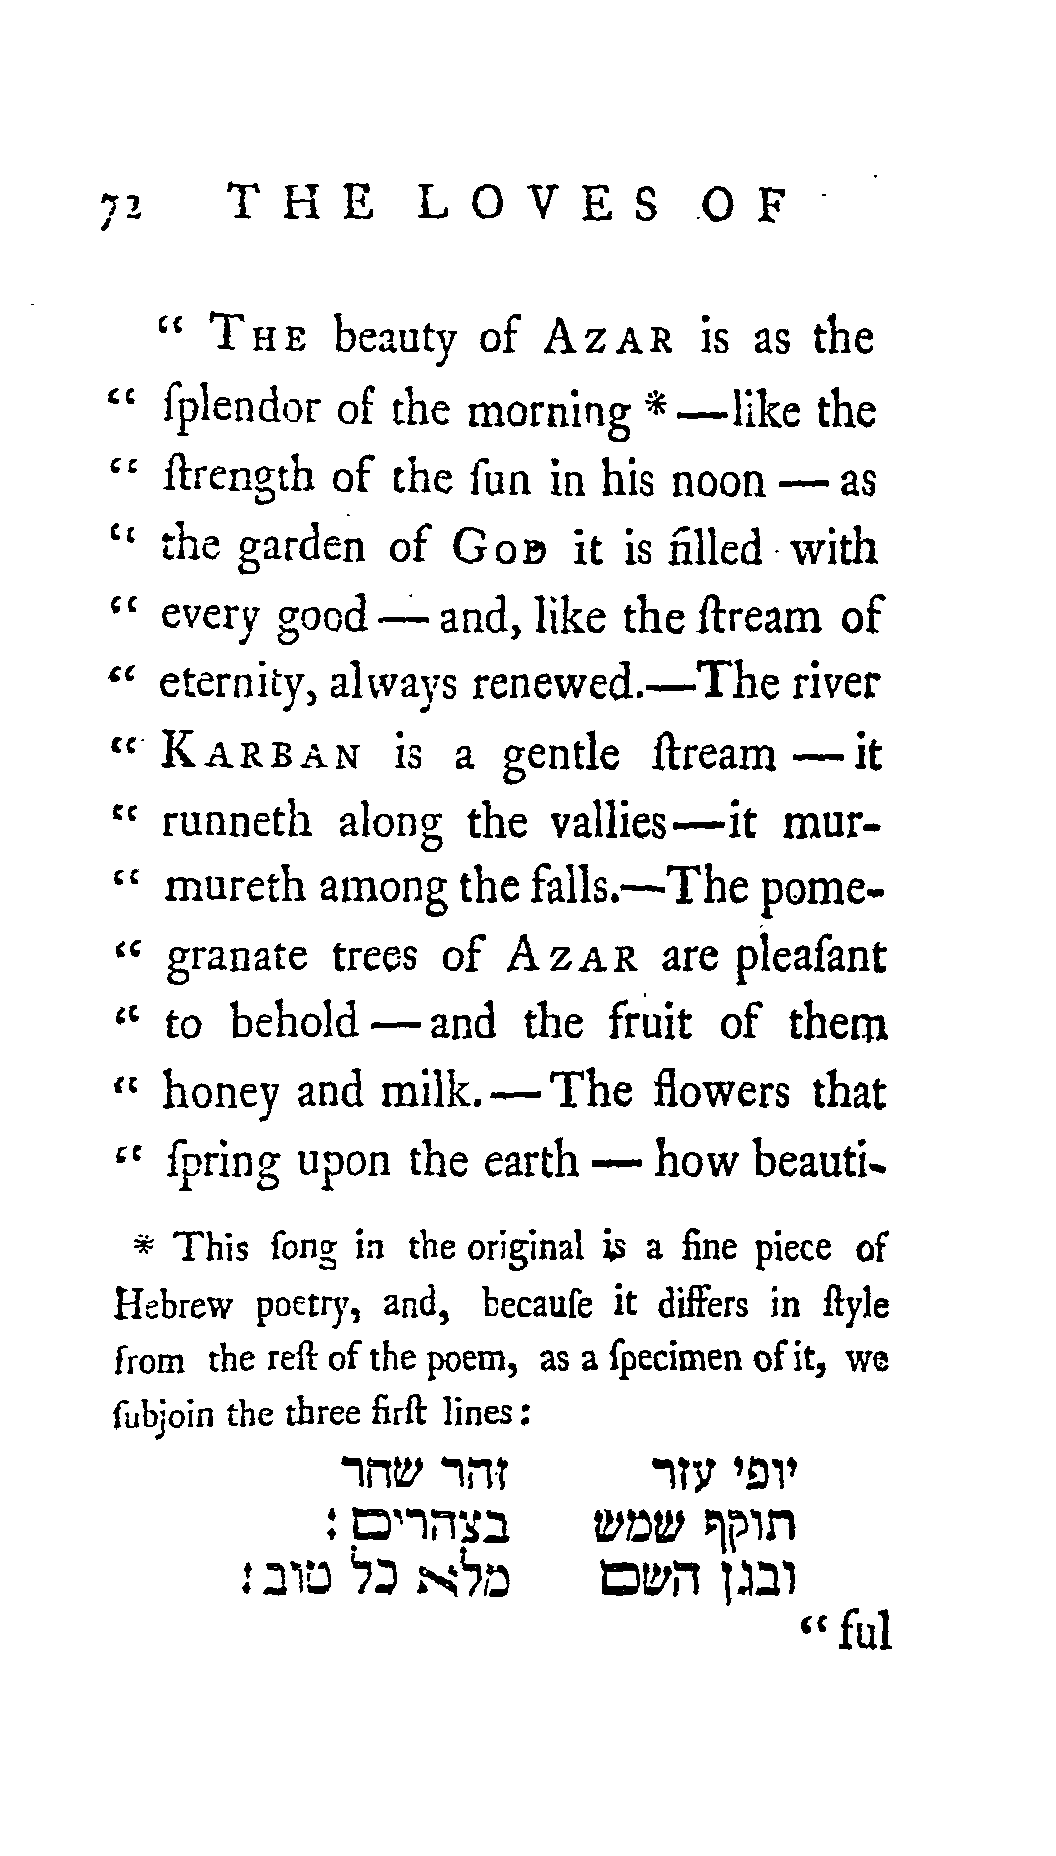 72 THE LOVES OF
“ THE beauty of AZAR is as the
“ ſplendor of the morning * —like the
“ ſtrength of the ſun in his noon — as
“ the garden of GOD it is filled with
“ every good — and, like the ſtream of
“ eternity, always renewed.—The river
“ KARBAN is a gentle ſtream — it
“ runneth along the vallies—it mur-
“ mureth among the falls.—The pome-
“ granate trees of AZAR are pleaſant
“ to behold — and the fruit of them
“ honey and milk. — The flowers that
“ ſpring upon the earth — how beauti-
* This ſong in the original is a fine piece of
Hebrew poetry, and, becauſe it differs in ſtyle
from the reſt of the poem, as a ſpecimen of it, we
ſubjoin the three firſt lines:
יופי עזר זהר שחר
תוקף שמש בצהרים :
ובגן השם מלא כל טוב :
“ ful